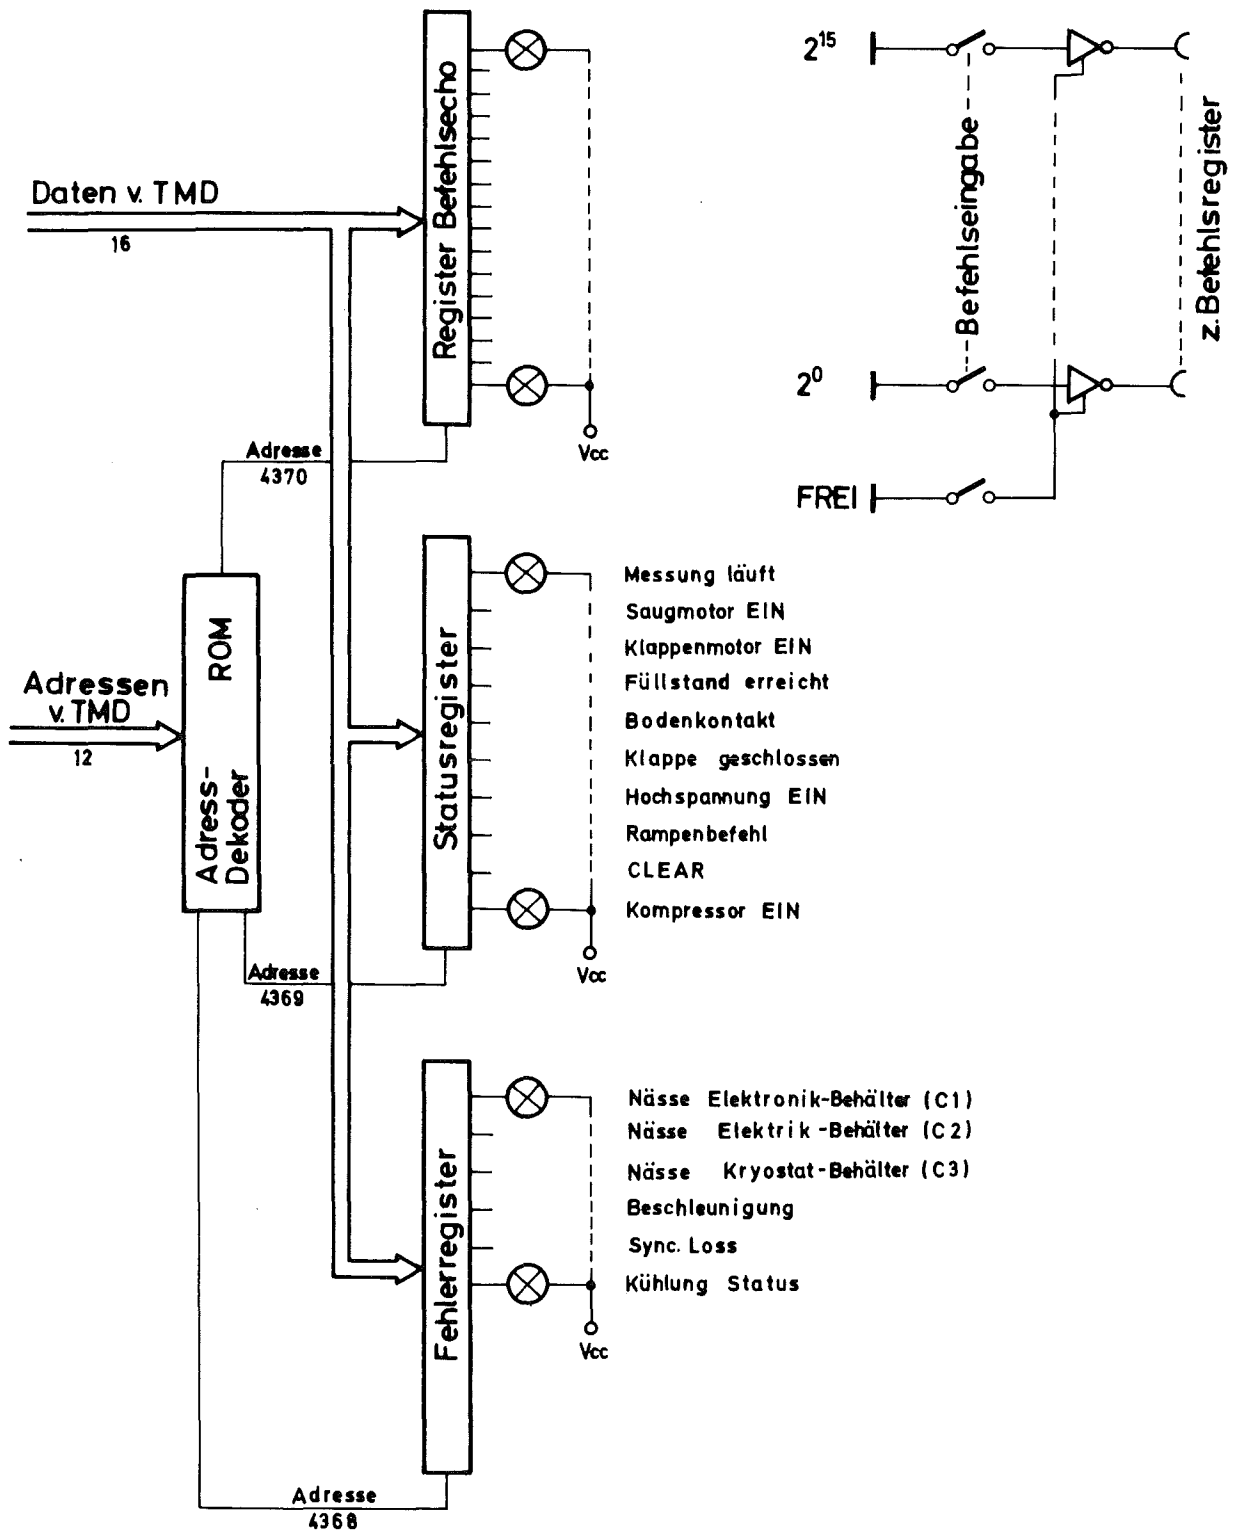 Daten v. TMD
16
Register Befehlsecho
Vcc
Adresse
4370
2¹⁵
Befehlseingabe
z. Befehlsregister
2⁰
FREI
Adressen
v. TMD
12
Adress-
Dekoder
ROM
Statusregister
Messung läuft
Saugmotor EIN
Klappenmotor EIN
Füllstand erreicht
Bodenkontakt
Klappe geschlossen
Hochspannung EIN
Rampenbefehl
CLEAR
Kompressor EIN
Vcc
Adresse
4369
Fehlerregister
Nässe Elektronik-Behälter (C1)
Nässe Elektrik-Behälter (C2)
Nässe Kryostat-Behälter (C3)
Beschleunigung
Sync. Loss
Kühlung Status
Vcc
Adresse
4368